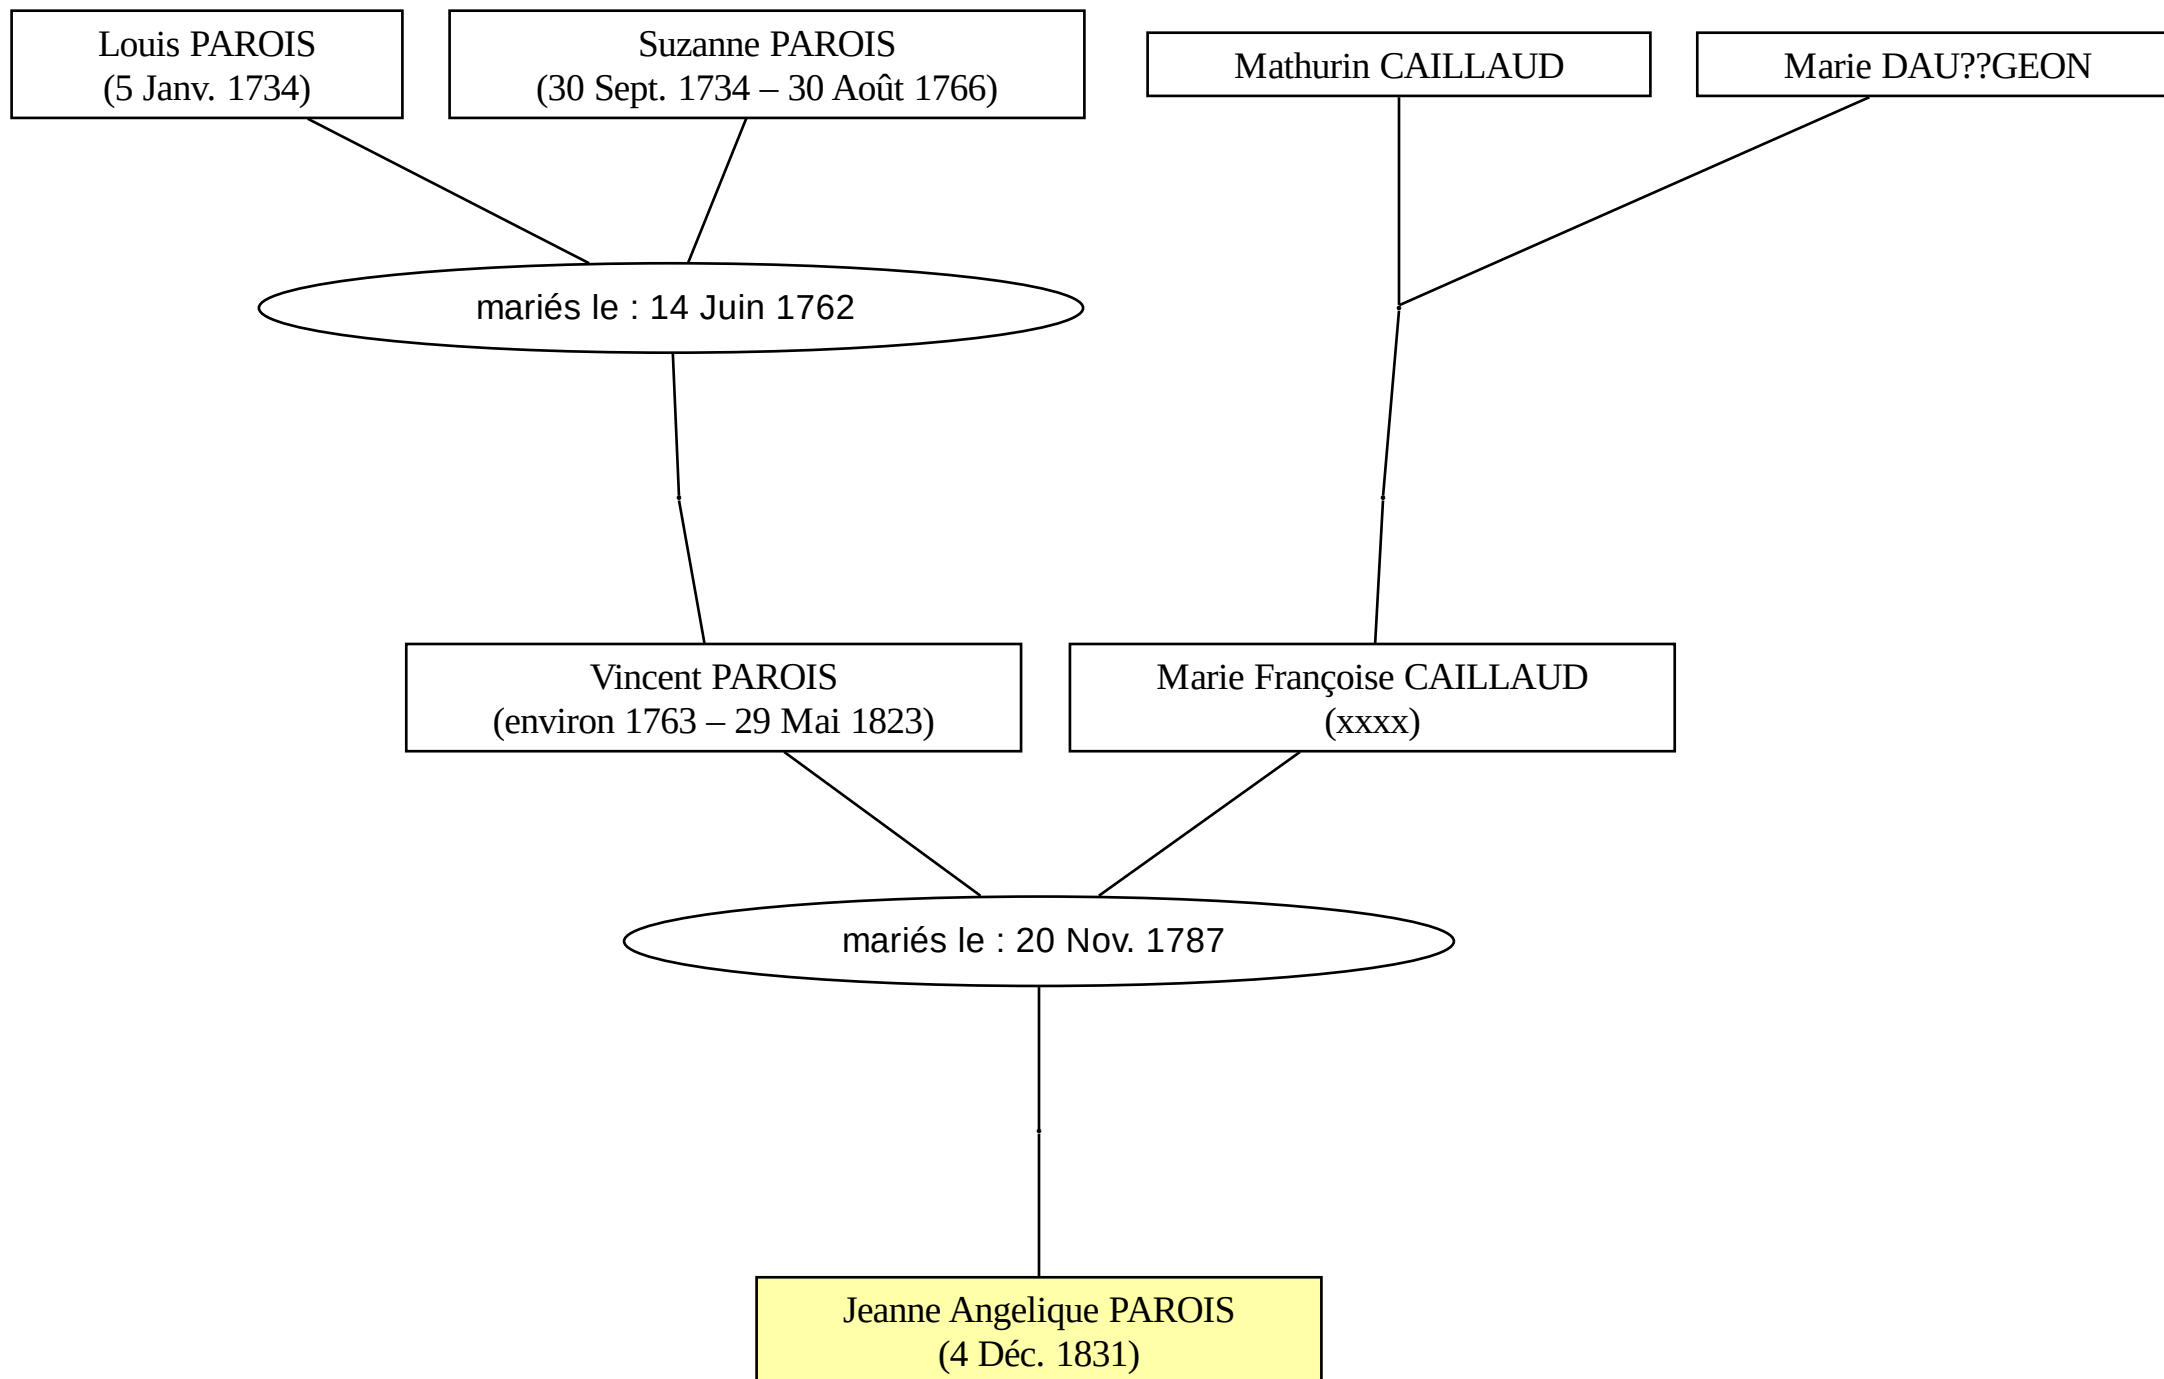 Louis PAROIS
(5 Janv. 1734)
Suzanne PAROIS
(30 Sept. 1734 – 30 Août 1766)
Mathurin CAILLAUD
Marie DAU??GEON
mariés le : 14 Juin 1762
Vincent PAROIS
(environ 1763 – 29 Mai 1823)
Marie Françoise CAILLAUD
(xxxx)
mariés le : 20 Nov. 1787
Jeanne Angelique PAROIS
(4 Déc. 1831)